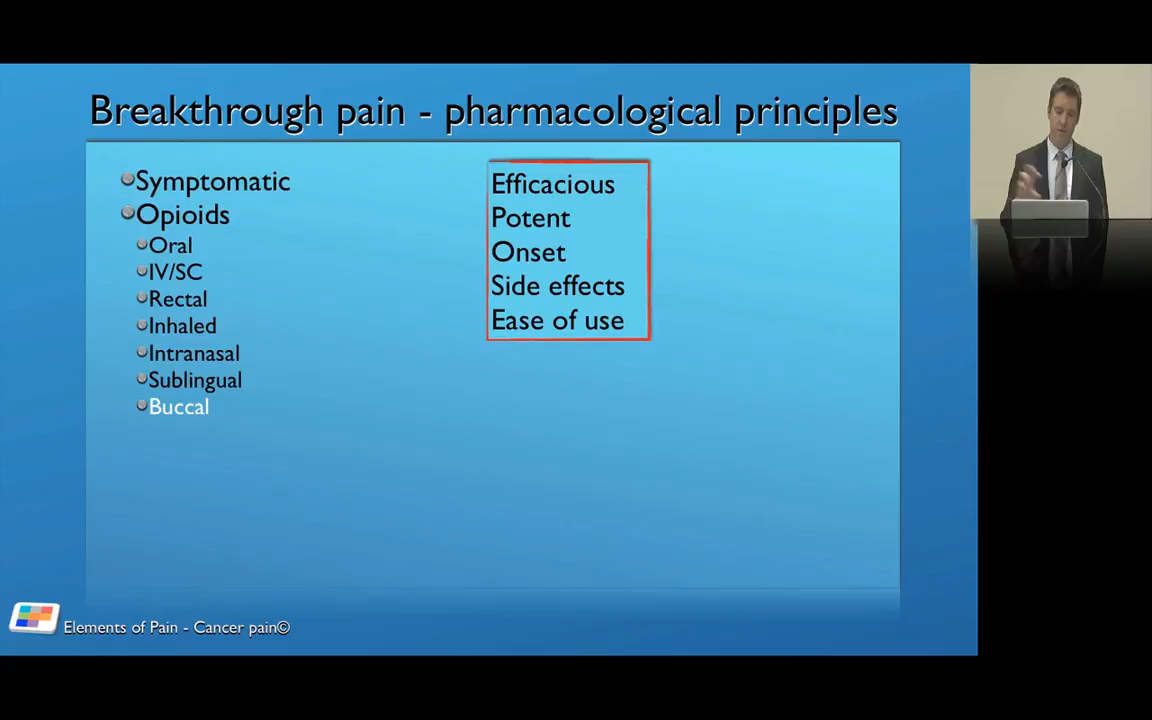 Breakthrough pain - pharmacological principles
Symptomatic
Opioids
Oral
IV/SC
Rectal
Inhaled
Intranasal
Sublingual
Buccal
Efficacious
Potent
Onset
Side effects
Ease of use
Elements of Pain - Cancer pain©